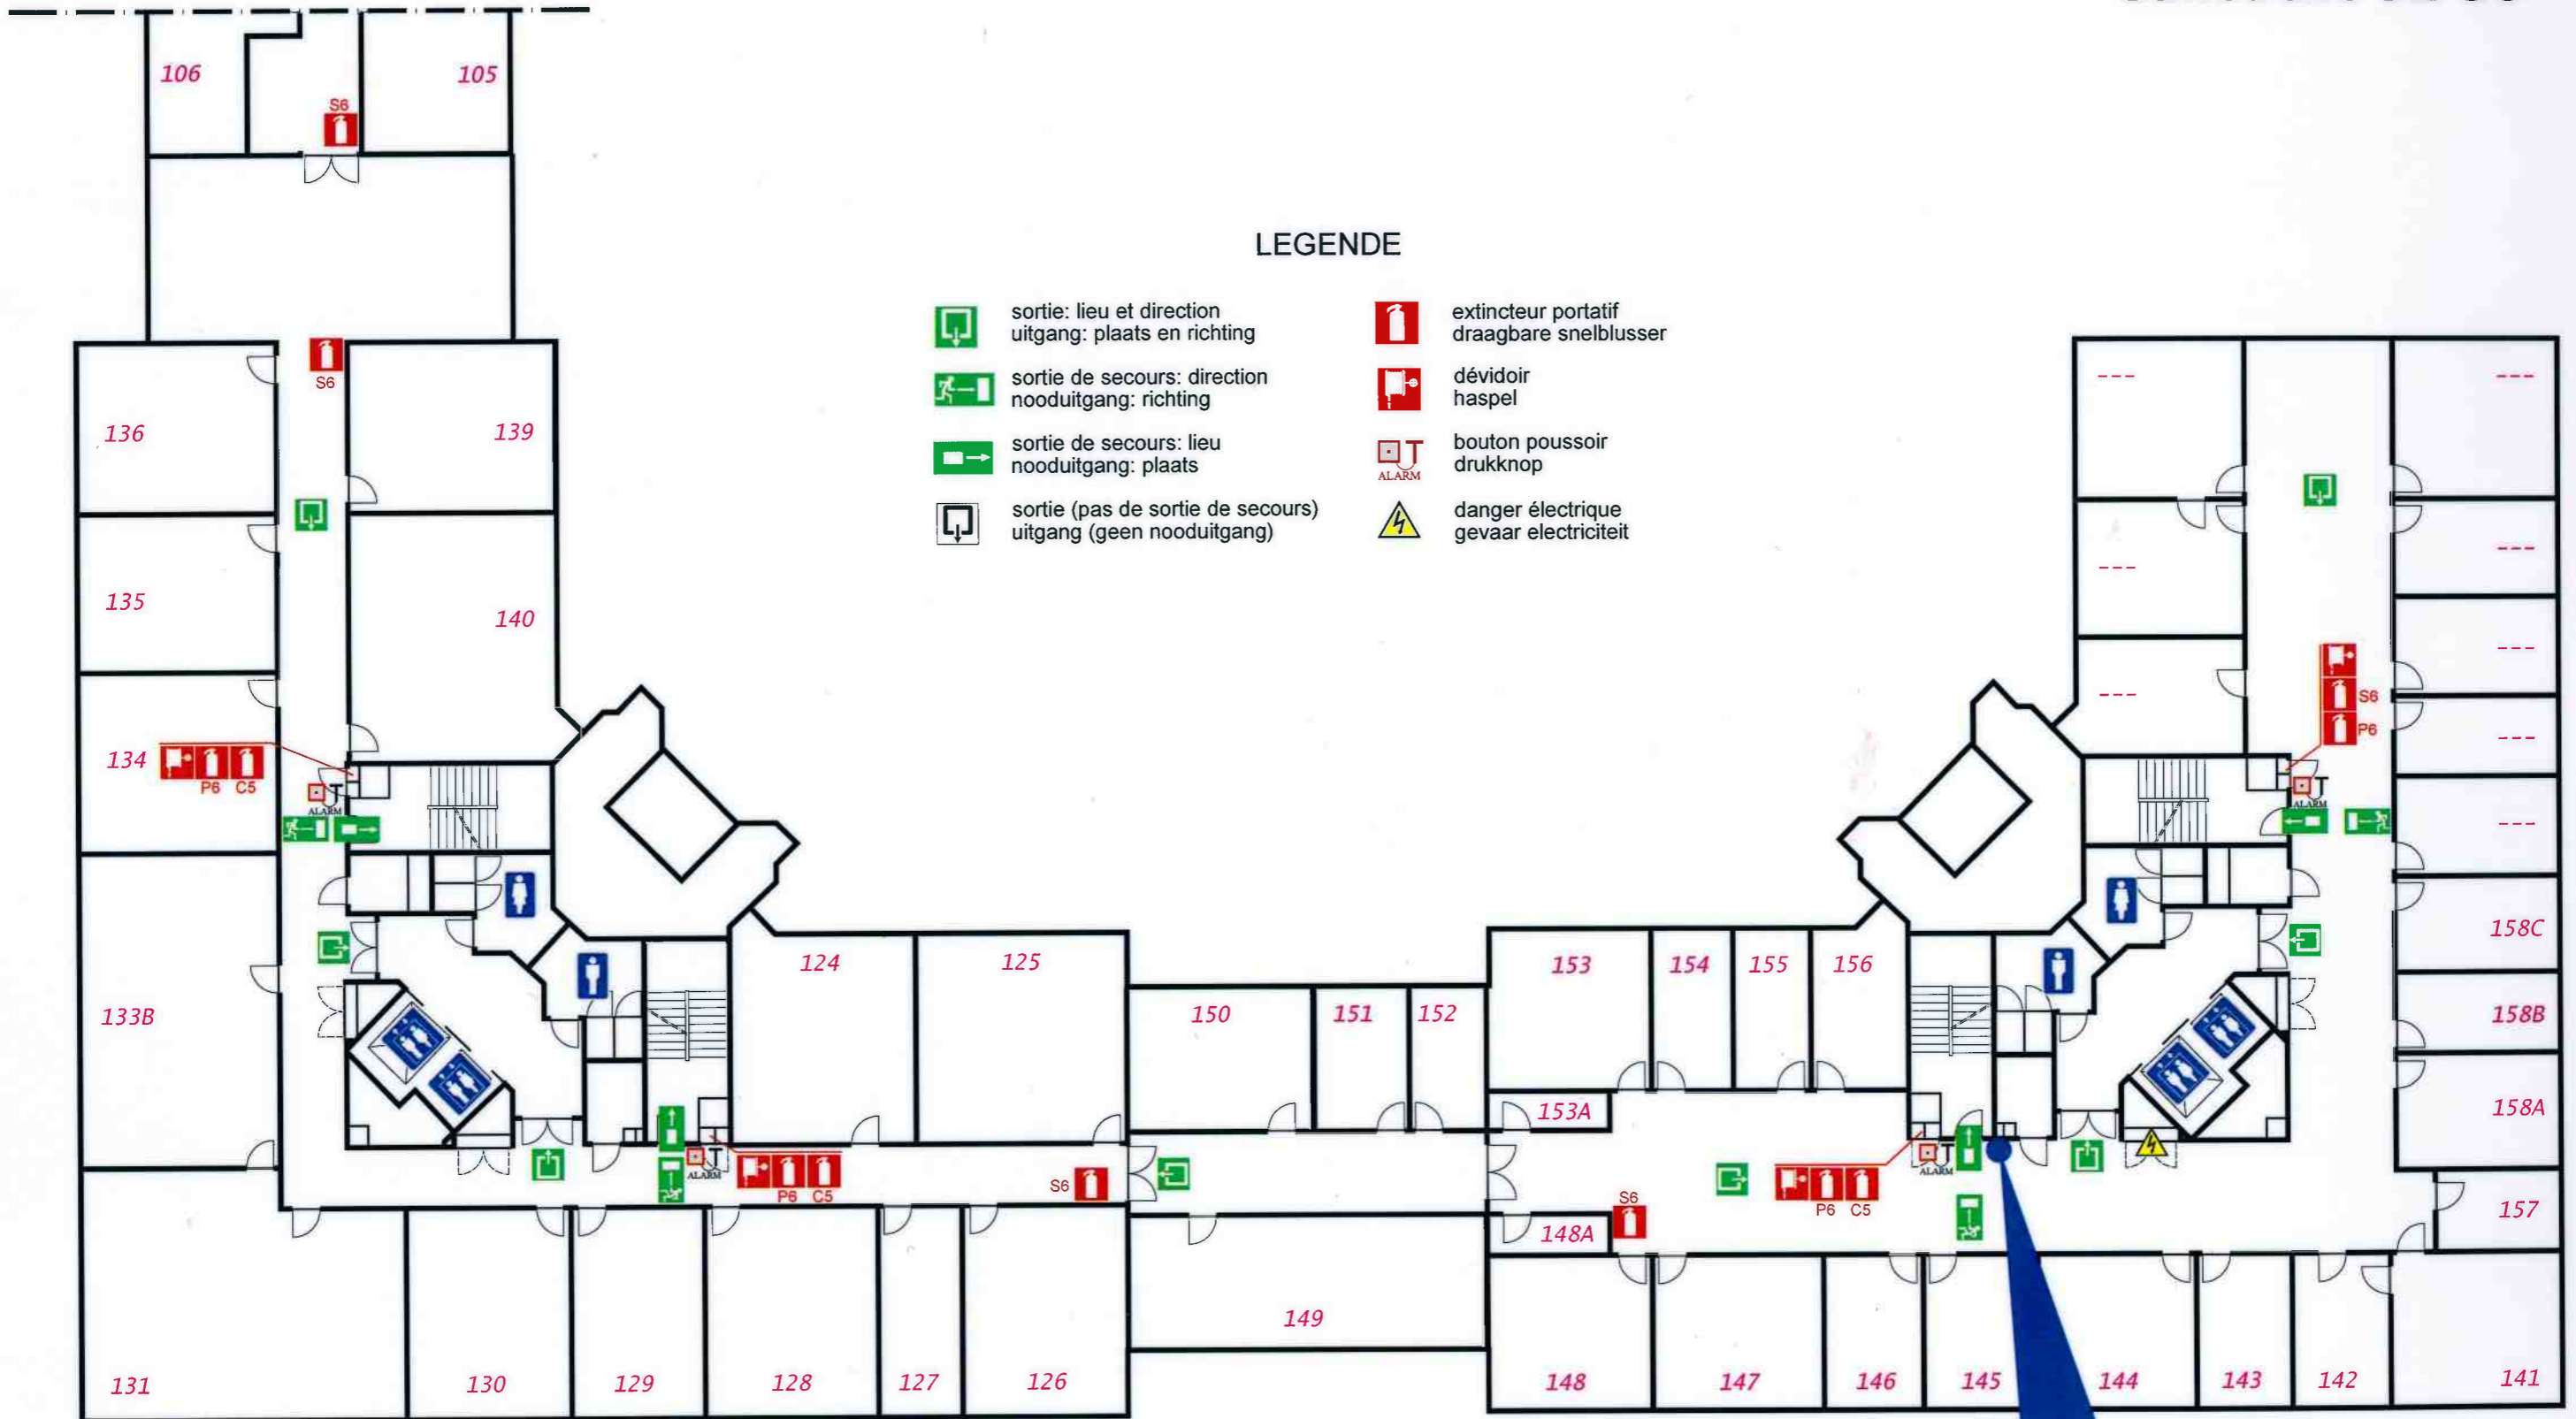 106
105
S6
LEGENDE
sortie: lieu et direction
uitgang: plaats en richting
extincteur portatif
draagbare snelblusser
sortie de secours: direction
nooduitgang: richting
dévidoir
haspel
sortie de secours: lieu
nooduitgang: plaats
ALARM
bouton poussoir
drukknop
sortie (pas de sortie de secours)
uitgang (geen nooduitgang)
danger électrique
gevaar electriciteit
S6
136
139
135
140
134
P6 C5
ALARM
133B
124
125
150
151
152
153
154
155
156
153A
148A
149
ALARM
P6 C5
S6
131
130
129
128
127
126
S6
P6 C5
ALARM
148
147
146
145
144
143
142
141
---
---
---
---
---
---
---
---
S6
P6
ALARM
158C
158B
158A
157